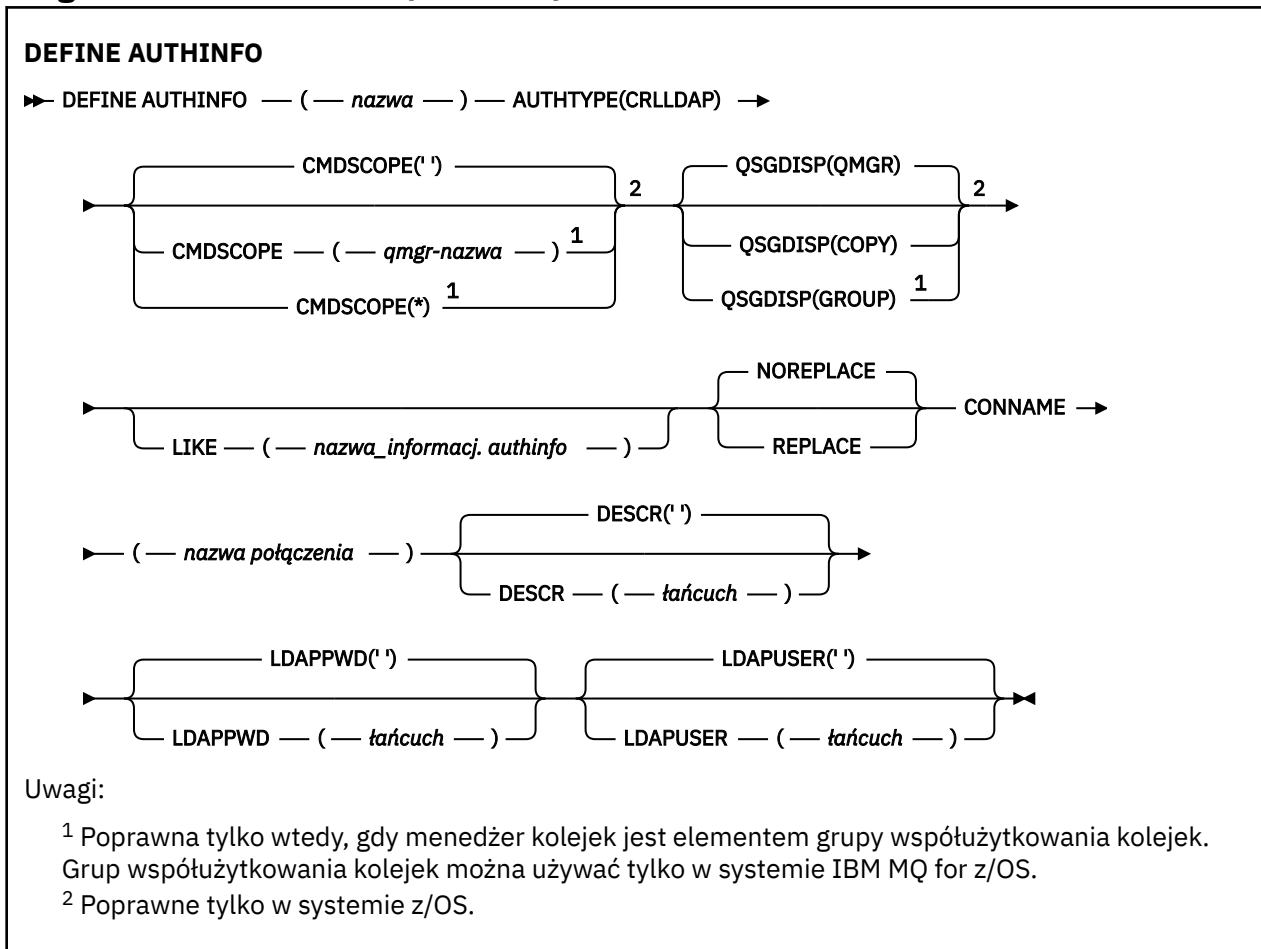 DEFINE AUTHINFO
DEFINE AUTHINFO ( nazwa ) AUTHTYPE(CRLLDAP)
CMDSCOPE(' ') QSGDISP(QMGR)
2 2
CMDSCOPE ( qmgr-nazwa ) 1 QSGDISP(COPY)
CMDSCOPE(*) 1 QSGDISP(GROUP) 1
NOREPLACE
CONNAME
LIKE ( nazwa_informacj. authinfo ) REPLACE
DESCR(' ')
( nazwa połączenia )
DESCR ( łańcuch )
LDAPPWD(' ') LDAPUSER(' ')
LDAPPWD ( łańcuch ) LDAPUSER ( łańcuch )
Uwagi:
1 Poprawna tylko wtedy, gdy menedżer kolejek jest elementem grupy współużytkowania kolejek.
Grup współużytkowania kolejek można używać tylko w systemie IBM MQ for z/OS.
2 Poprawne tylko w systemie z/OS.